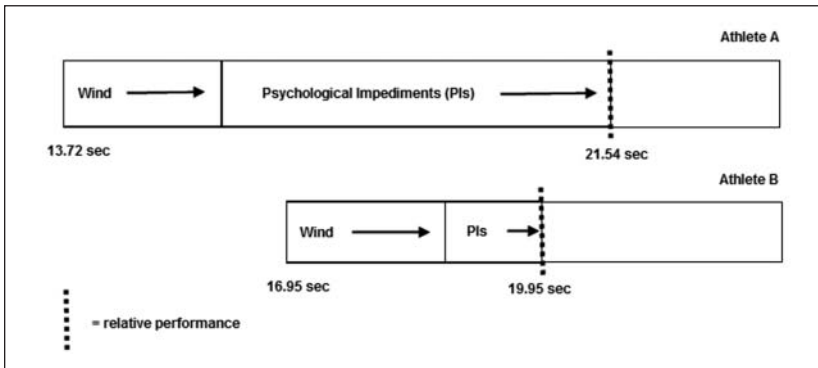 Athlete A
Wind Psychological Impediments (PIs)
13.72 sec 21.54 sec
Athlete B
Wind PIs
16.95 sec 19.95 sec
= relative performance